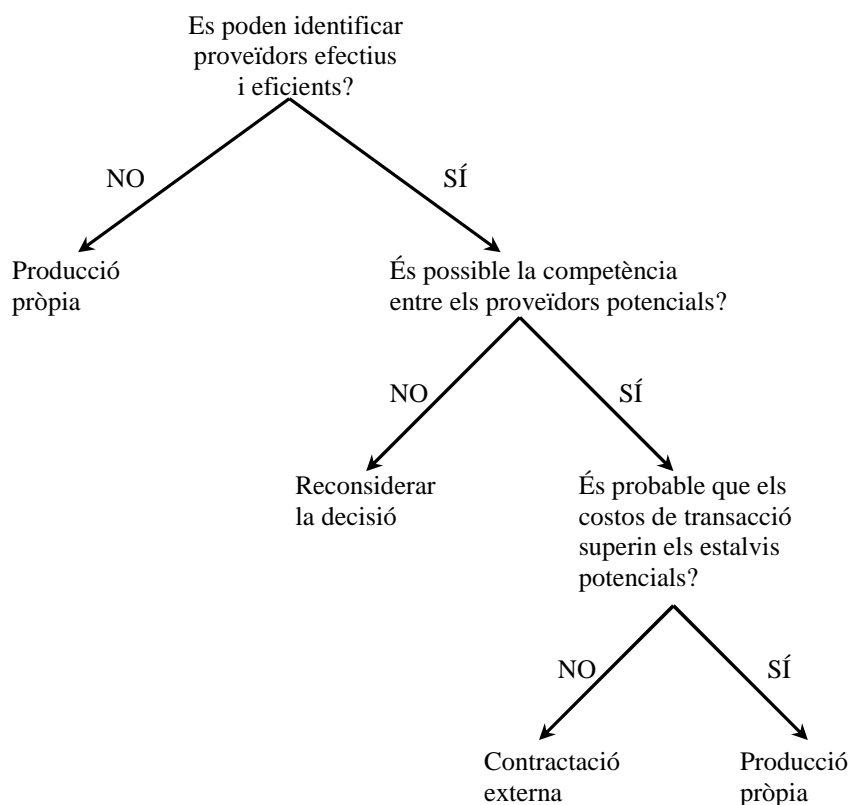 Es poden identificar
proveïdors efectius
i eficients?
NO
SÍ
Producció
pròpia
És possible la competència
entre els proveïdors potencials?
NO
SÍ
Reconsiderar
la decisió
És probable que els
costos de transacció
superin els estalvis
potencials?
NO
SÍ
Contractació
externa
Producció
pròpia